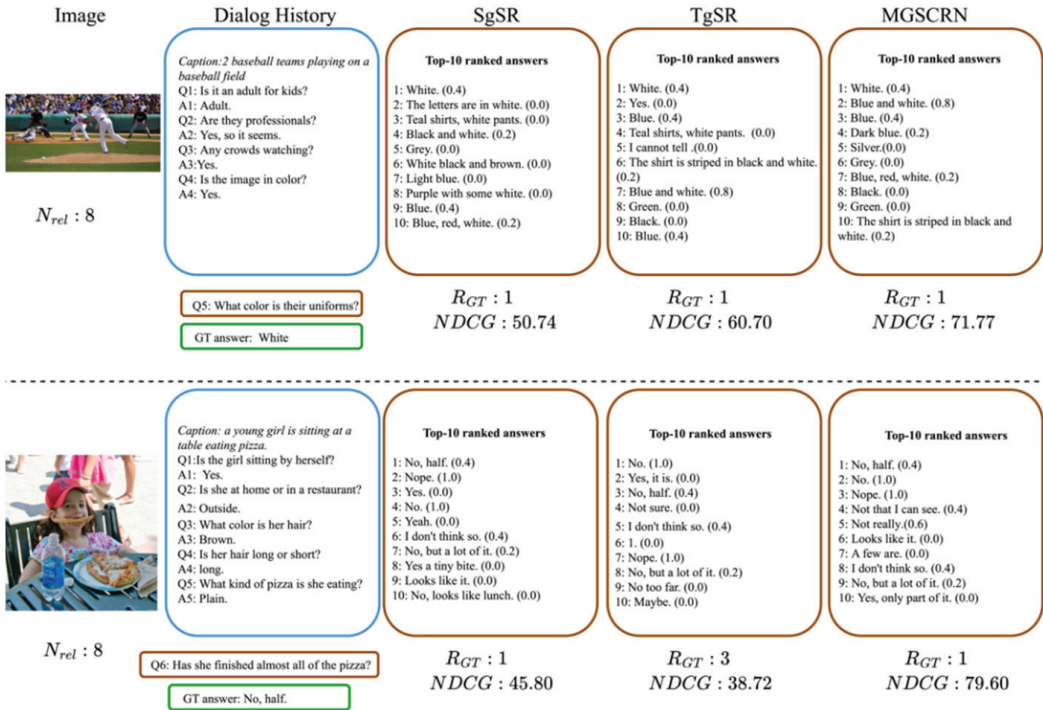 Image
Dialog History
SgSR
TgSR
MGSCRN
Caption:2 baseball teams playing on a
baseball field
Q1: Is it an adult for kids?
A1: Adult.
Q2: Are they professionals?
A2: Yes, so it seems.
Q3: Any crowds watching?
A3:Yes.
Q4: Is the image in color?
A4: Yes.
Top-10 ranked answers
1: White. (0.4)
2: The letters are in white. (0.0)
3: Teal shirts, white pants. (0.0)
4: Black and white. (0.2)
5: Grey. (0.0)
6: White black and brown. (0.0)
7: Light blue. (0.0)
8: Purple with some white. (0.0)
9: Blue. (0.4)
10: Blue, red, white. (0.2)
Top-10 ranked answers
1: White. (0.4)
2: Yes. (0.0)
3: Blue. (0.4)
4: Teal shirts, white pants. (0.0)
5: I cannot tell .(0.0)
6: The shirt is striped in black and white.
(0.2)
7: Blue and white. (0.8)
8: Green. (0.0)
9: Black. (0.0)
10: Blue. (0.4)
Top-10 ranked answers
1: White. (0.4)
2: Blue and white. (0.8)
3: Blue. (0.4)
4: Dark blue. (0.2)
5: Silver.(0.0)
6: Grey. (0.0)
7: Blue, red, white. (0.2)
8: Black. (0.0)
9: Green. (0.0)
10: The shirt is striped in black and
white. (0.2)
N_rel : 8
Q5: What color is their uniforms?
GT answer: White
R_GT : 1
NDCG : 50.74
R_GT : 1
NDCG : 60.70
R_GT : 1
NDCG : 71.77
Caption: a young girl is sitting at a
table eating pizza.
Q1:Is the girl sitting by herself?
A1: Yes.
Q2: Is she at home or in a restaurant?
A2: Outside.
Q3: What color is her hair?
A3: Brown.
Q4: Is her hair long or short?
A4: long.
Q5: What kind of pizza is she eating?
A5: Plain.
Top-10 ranked answers
1: No, half. (0.4)
2: Nope. (1.0)
3: Yes. (0.0)
4: No. (1.0)
5: Yeah. (0.0)
6: I don't think so. (0.4)
7: No, but a lot of it. (0.2)
8: Yes a tiny bite. (0.0)
9: Looks like it. (0.0)
10: No, looks like lunch. (0.0)
Top-10 ranked answers
1: No. (1.0)
2: Yes, it is. (0.0)
3: No, half. (0.4)
4: Not sure. (0.0)
5: I don't think so. (0.4)
6: 1. (0.0)
7: Nope. (1.0)
8: No, but a lot of it. (0.2)
9: No too far. (0.0)
10: Maybe. (0.0)
Top-10 ranked answers
1: No, half. (0.4)
2: No. (1.0)
3: Nope. (1.0)
4: Not that I can see. (0.4)
5: Not really.(0.6)
6: Looks like it. (0.0)
7: A few are. (0.0)
8: I don't think so. (0.4)
9: No, but a lot of it. (0.2)
10: Yes, only part of it. (0.0)
N_rel : 8
Q6: Has she finished almost all of the pizza?
GT answer: No, half.
R_GT : 1
NDCG : 45.80
R_GT : 3
NDCG : 38.72
R_GT : 1
NDCG : 79.60